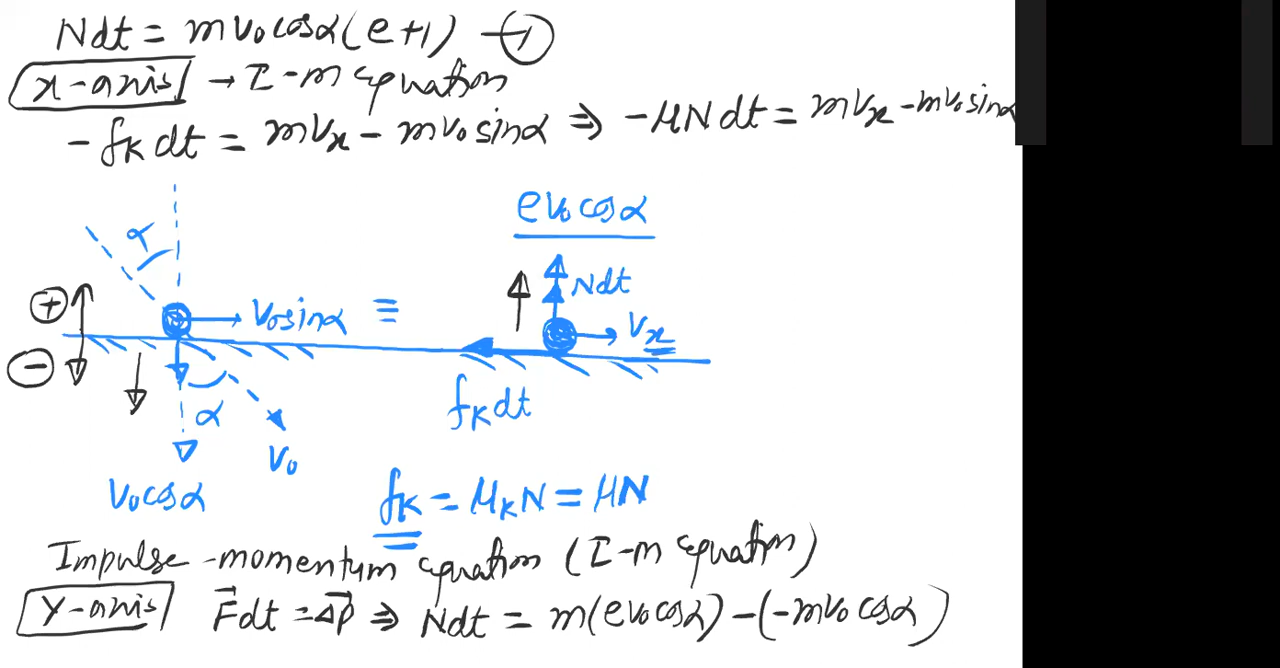 Ndt = mv₀cosα(e+1) —①
x-axis → I-m equation
-fₖdt = mvₓ - mv₀sinα ⇒ -μNdt = mvₓ - mv₀sinα
ev₀cosα
α
Ndt
+
v₀sinα ≡
vₓ
-
fₖdt
α
v₀
v₀cosα
fₖ = μₖN = μN
Impulse-momentum equation (I-m equation)
Y-axis F⃗dt = ΔP⃗ ⇒ Ndt = m(ev₀cosα) - (-mv₀cosα)